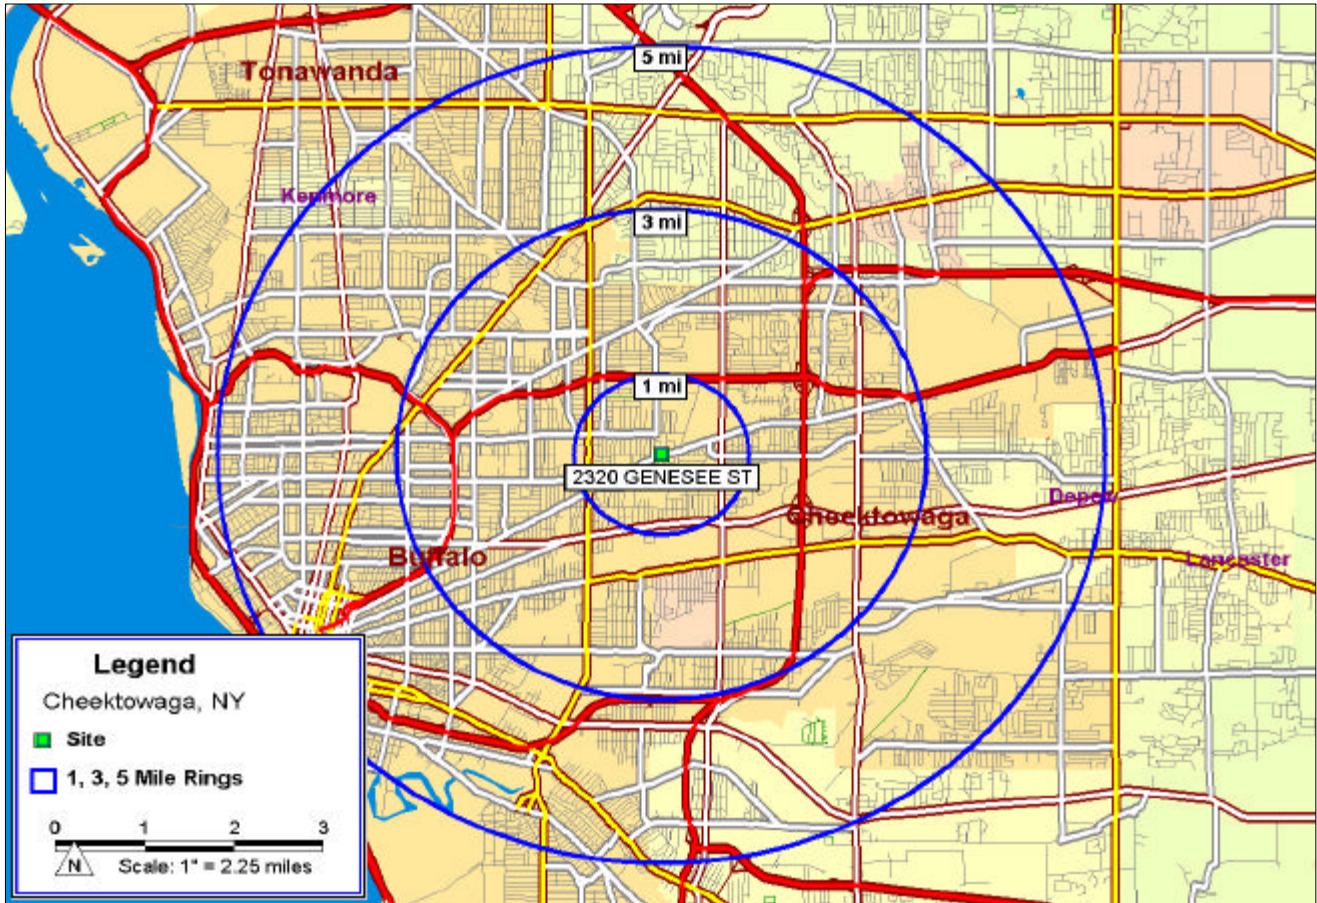 5 mi
Tonawanda
Kenmore
3 mi
1 mi
2320 GENESEE ST
Depew
Cheektowaga
Buffalo
Lancaster
Legend
Cheektowaga, NY
Site
1, 3, 5 Mile Rings
0 1 2 3
N Scale: 1" = 2.25 miles